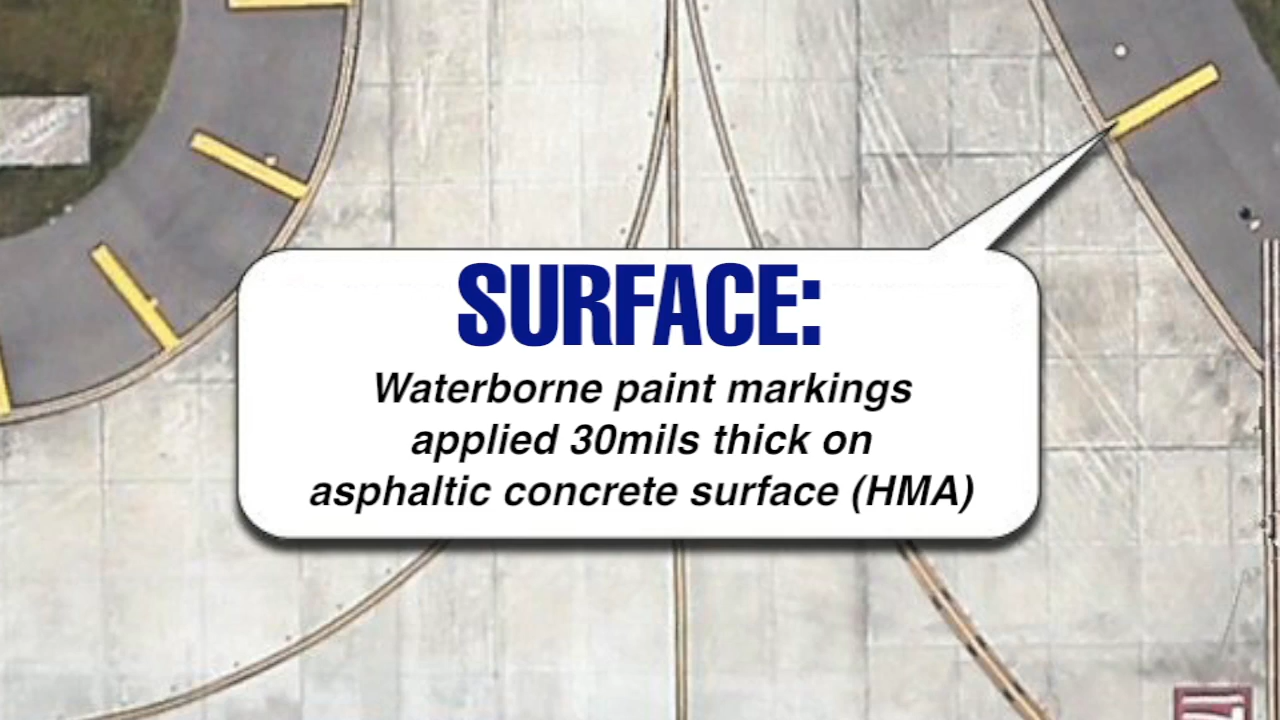 SURFACE:
Waterborne paint markings
applied 30mils thick on
asphaltic concrete surface (HMA)